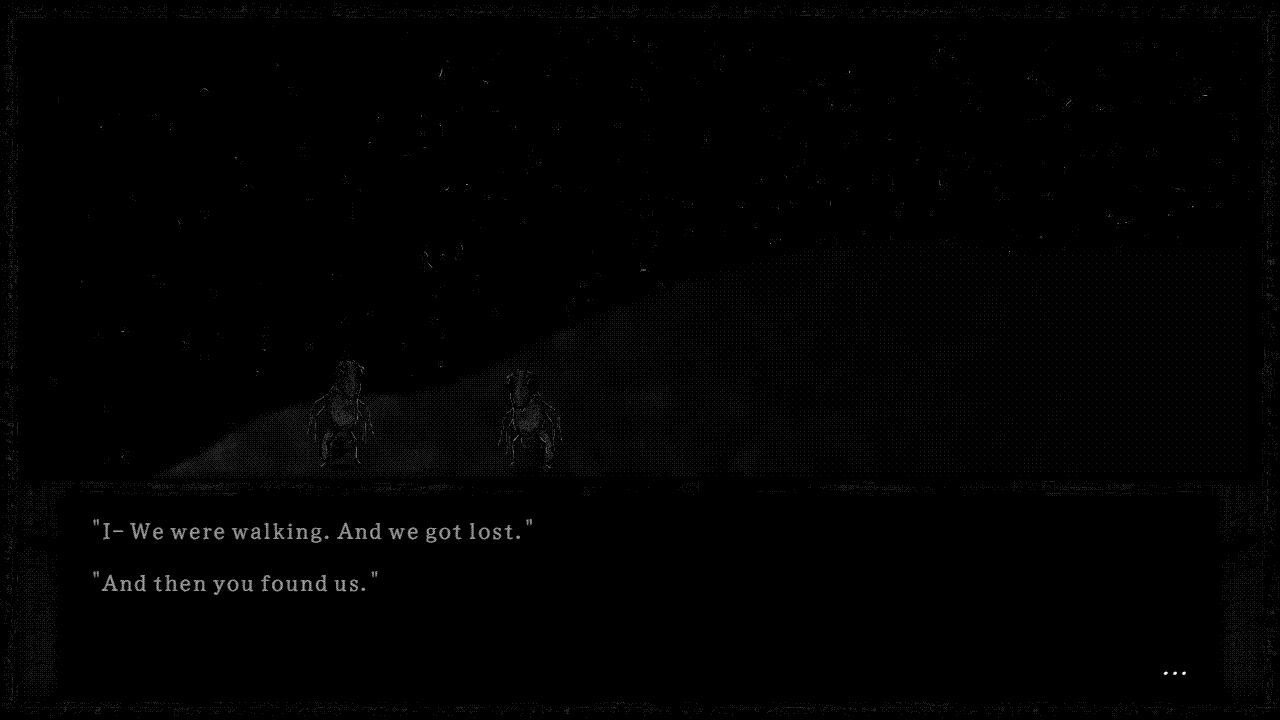 "I– We were walking. And we got lost."
"And then you found us."
...